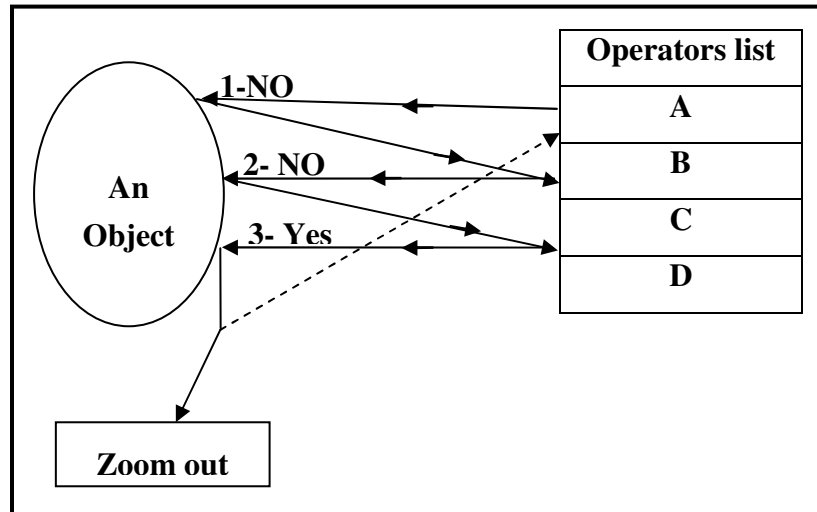 Operators list
1-NO
A
2- NO
B
An
Object
C
3- Yes
D
Zoom out